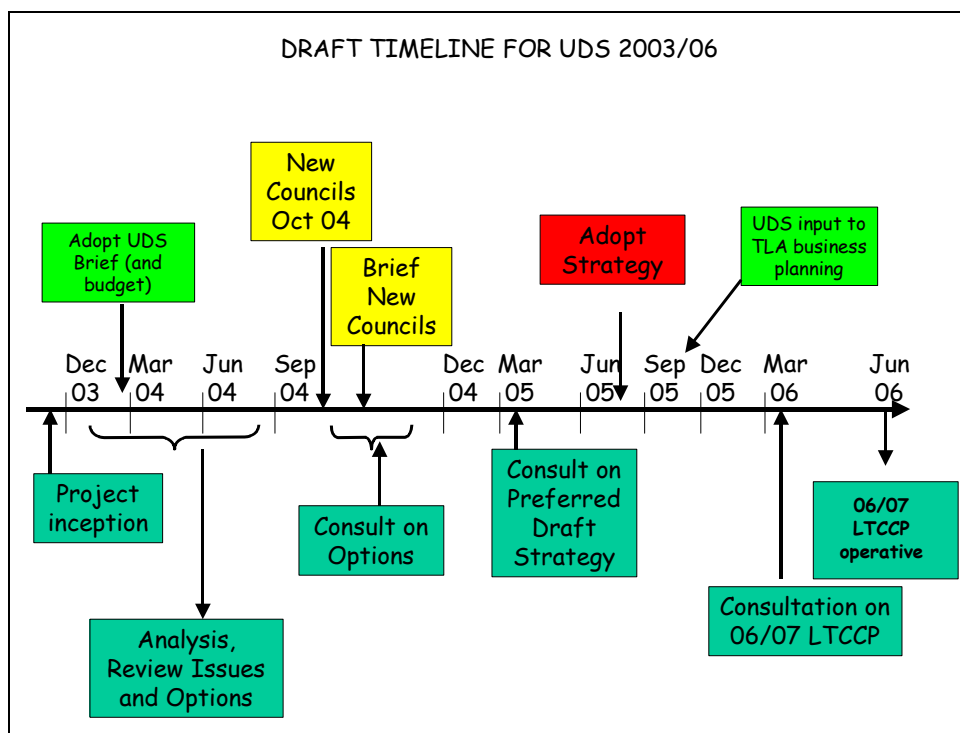 DRAFT TIMELINE FOR UDS 2003/06
New
Councils
Oct 04
Adopt UDS
Brief (and
budget)
Brief
New
Councils
Adopt
Strategy
UDS input to
TLA business
planning
Dec
03
Mar
04
Jun
04
Sep
04
Dec
04
Mar
05
Jun
05
Sep
05
Dec
05
Mar
06
Jun
06
Project
inception
Analysis,
Review Issues
and Options
Consult on
Options
Consult on
Preferred
Draft
Strategy
Consultation on
06/07 LTCCP
06/07
LTCCP
operative